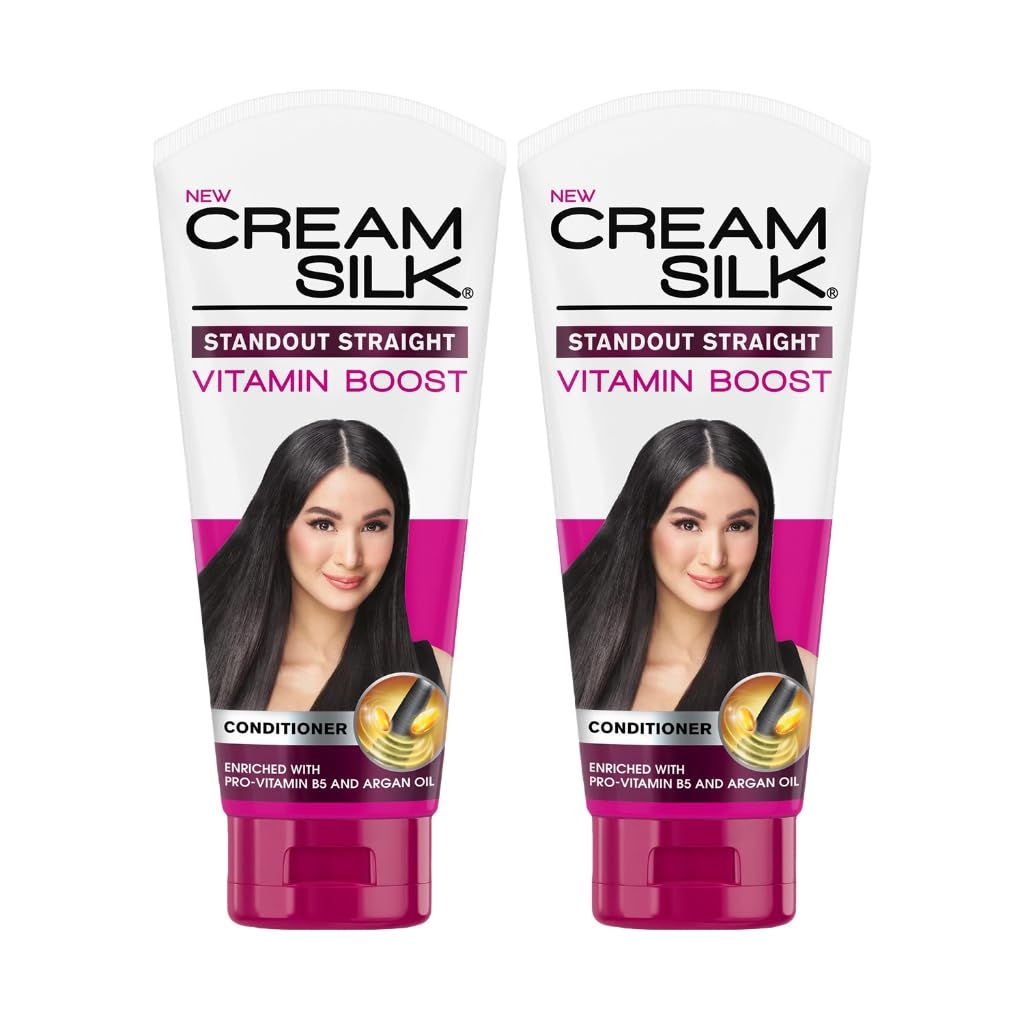 NEW
CREAM
SILK®
STANDOUT STRAIGHT
VITAMIN BOOST
CONDITIONER
ENRICHED WITH
PRO-VITAMIN B5 AND ARGAN OIL
NEW
CREAM
SILK®
STANDOUT STRAIGHT
VITAMIN BOOST
CONDITIONER
ENRICHED WITH
PRO-VITAMIN B5 AND ARGAN OIL